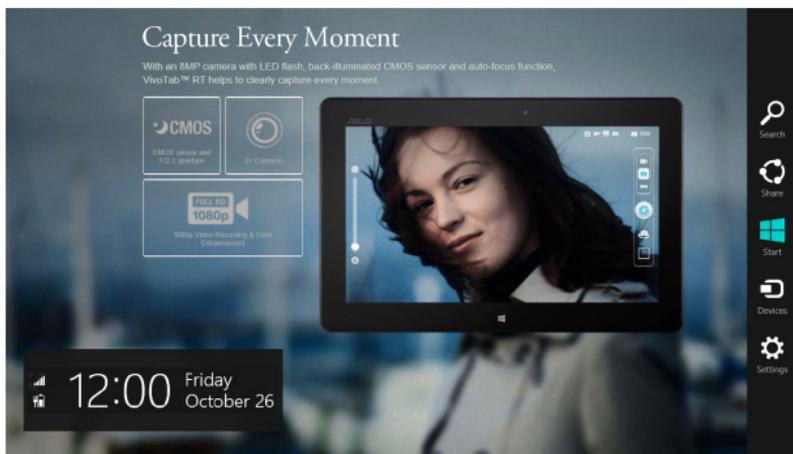 Capture Every Moment
With an 8MP camera with LED flash, back-illuminated CMOS sensor and auto-focus function,
VivoTab™ RT helps to clearly capture every moment.
CMOS
CMOS sensor and
F/2.2 aperture
2× Cameras
FULL HD
1080p
1080p Video Recording & Color
Enhancement
ASUS
Search
Share
Start
Devices
Settings
12:00
Friday
October 26